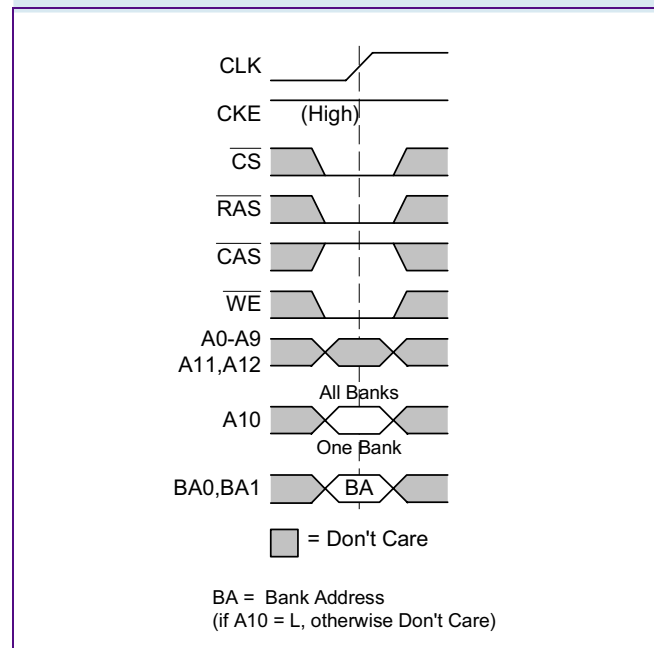 CLK
CKE (High)
CS
RAS
CAS
WE
A0-A9
A11,A12
All Banks
A10
One Bank
BA0,BA1 BA
= Don't Care
BA = Bank Address
(if A10 = L, otherwise Don't Care)